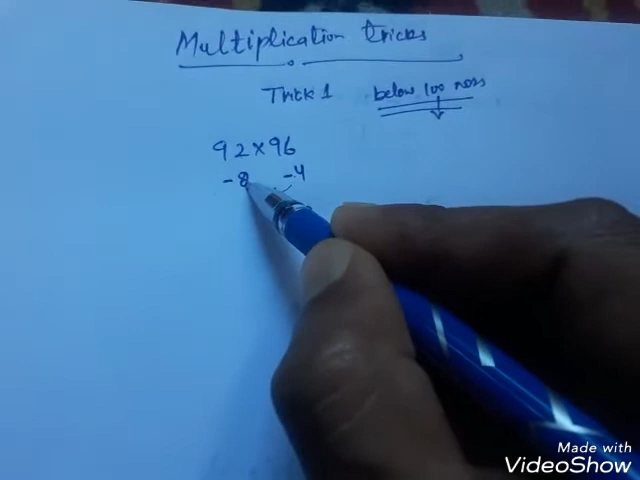 Multiplication tricks
Trick 1 below 100 nos
92×96
-8 -4
Made with
VideoShow